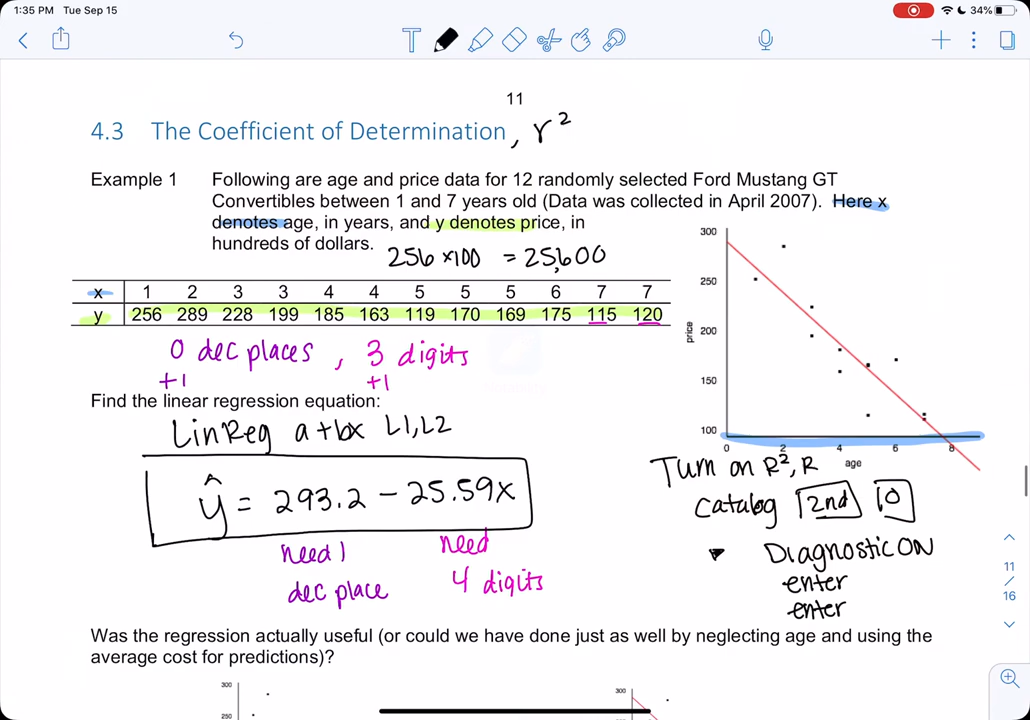 1:35 PM Tue Sep 15
34%
11
4.3 The Coefficient of Determination, r²
Example 1 Following are age and price data for 12 randomly selected Ford Mustang GT
Convertibles between 1 and 7 years old (Data was collected in April 2007). Here x
denotes age, in years, and y denotes price, in
hundreds of dollars.
256 ×100 = 25,600
x 1 2 3 3 4 4 5 5 5 6 7 7
y 256 289 228 199 185 163 119 170 169 175 115 120
0 dec places, 3 digits
+1 +1
Find the linear regression equation:
LinReg a+bx L1,L2
ŷ = 293.2 - 25.59x
need 1
dec place
need
4 digits
300
250
200
150
100
price
0 2 4 6 8
age
Turn on R², R
Catalog 2nd 0
Diagnostic ON
enter
enter
11
/
16
Was the regression actually useful (or could we have done just as well by neglecting age and using the
average cost for predictions)?
300
250
300